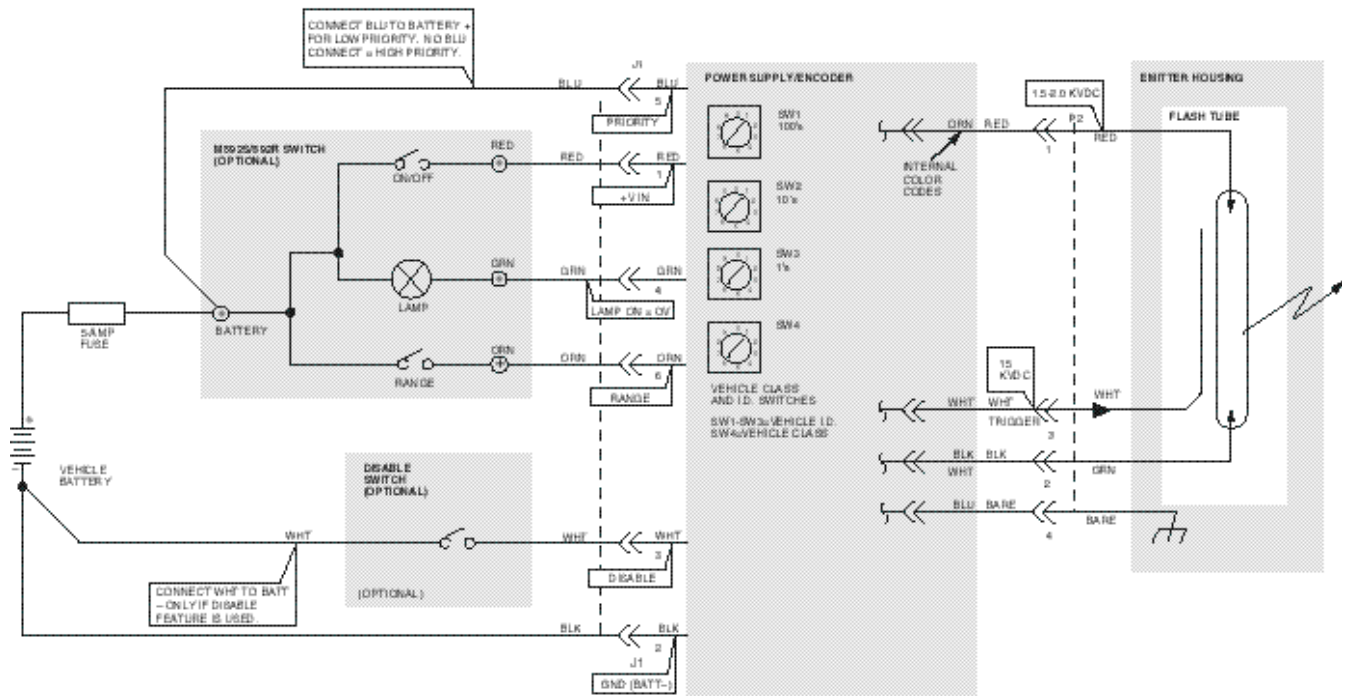 CONNECT BLU TO BATTERY +
FOR LOW PRIORITY. NO BLU
CONNECT = HIGH PRIORITY.
BLU
J1
BLU
5
PRIORITY
M592S/592R SWITCH
(OPTIONAL)
ON/OFF
RED
RED
RED
1
+VIN
LAMP
GRN
GRN
GRN
4
LAMP ON = 0V
5-AMP
FUSE
BATTERY
RANGE
ORN
ORN
ORN
6
RANGE
+
–
VEHICLE
BATTERY
DISABLE
SWITCH
(OPTIONAL)
(OPTIONAL)
WHT
WHT
WHT
3
DISABLE
CONNECT WHT TO BATT
– ONLY IF DISABLE
FEATURE IS USED.
BLK
BLK
2
J1
GND (BATT–)
POWER SUPPLY/ENCODER
SW1
100's
SW2
10's
SW3
1's
SW4
VEHICLE CLASS
AND I.D. SWITCHES
SW1-SW3=VEHICLE I.D.
SW4=VEHICLE CLASS
ORN RED
INTERNAL
COLOR
CODES
1
1.5-2.0 KVDC
P2
RED
EMITTER HOUSING
FLASH TUBE
15
KVDC
WHT WHT
TRIGGER
3
WHT
BLK BLK
WHT
2
GRN
BLU BARE
4
BARE